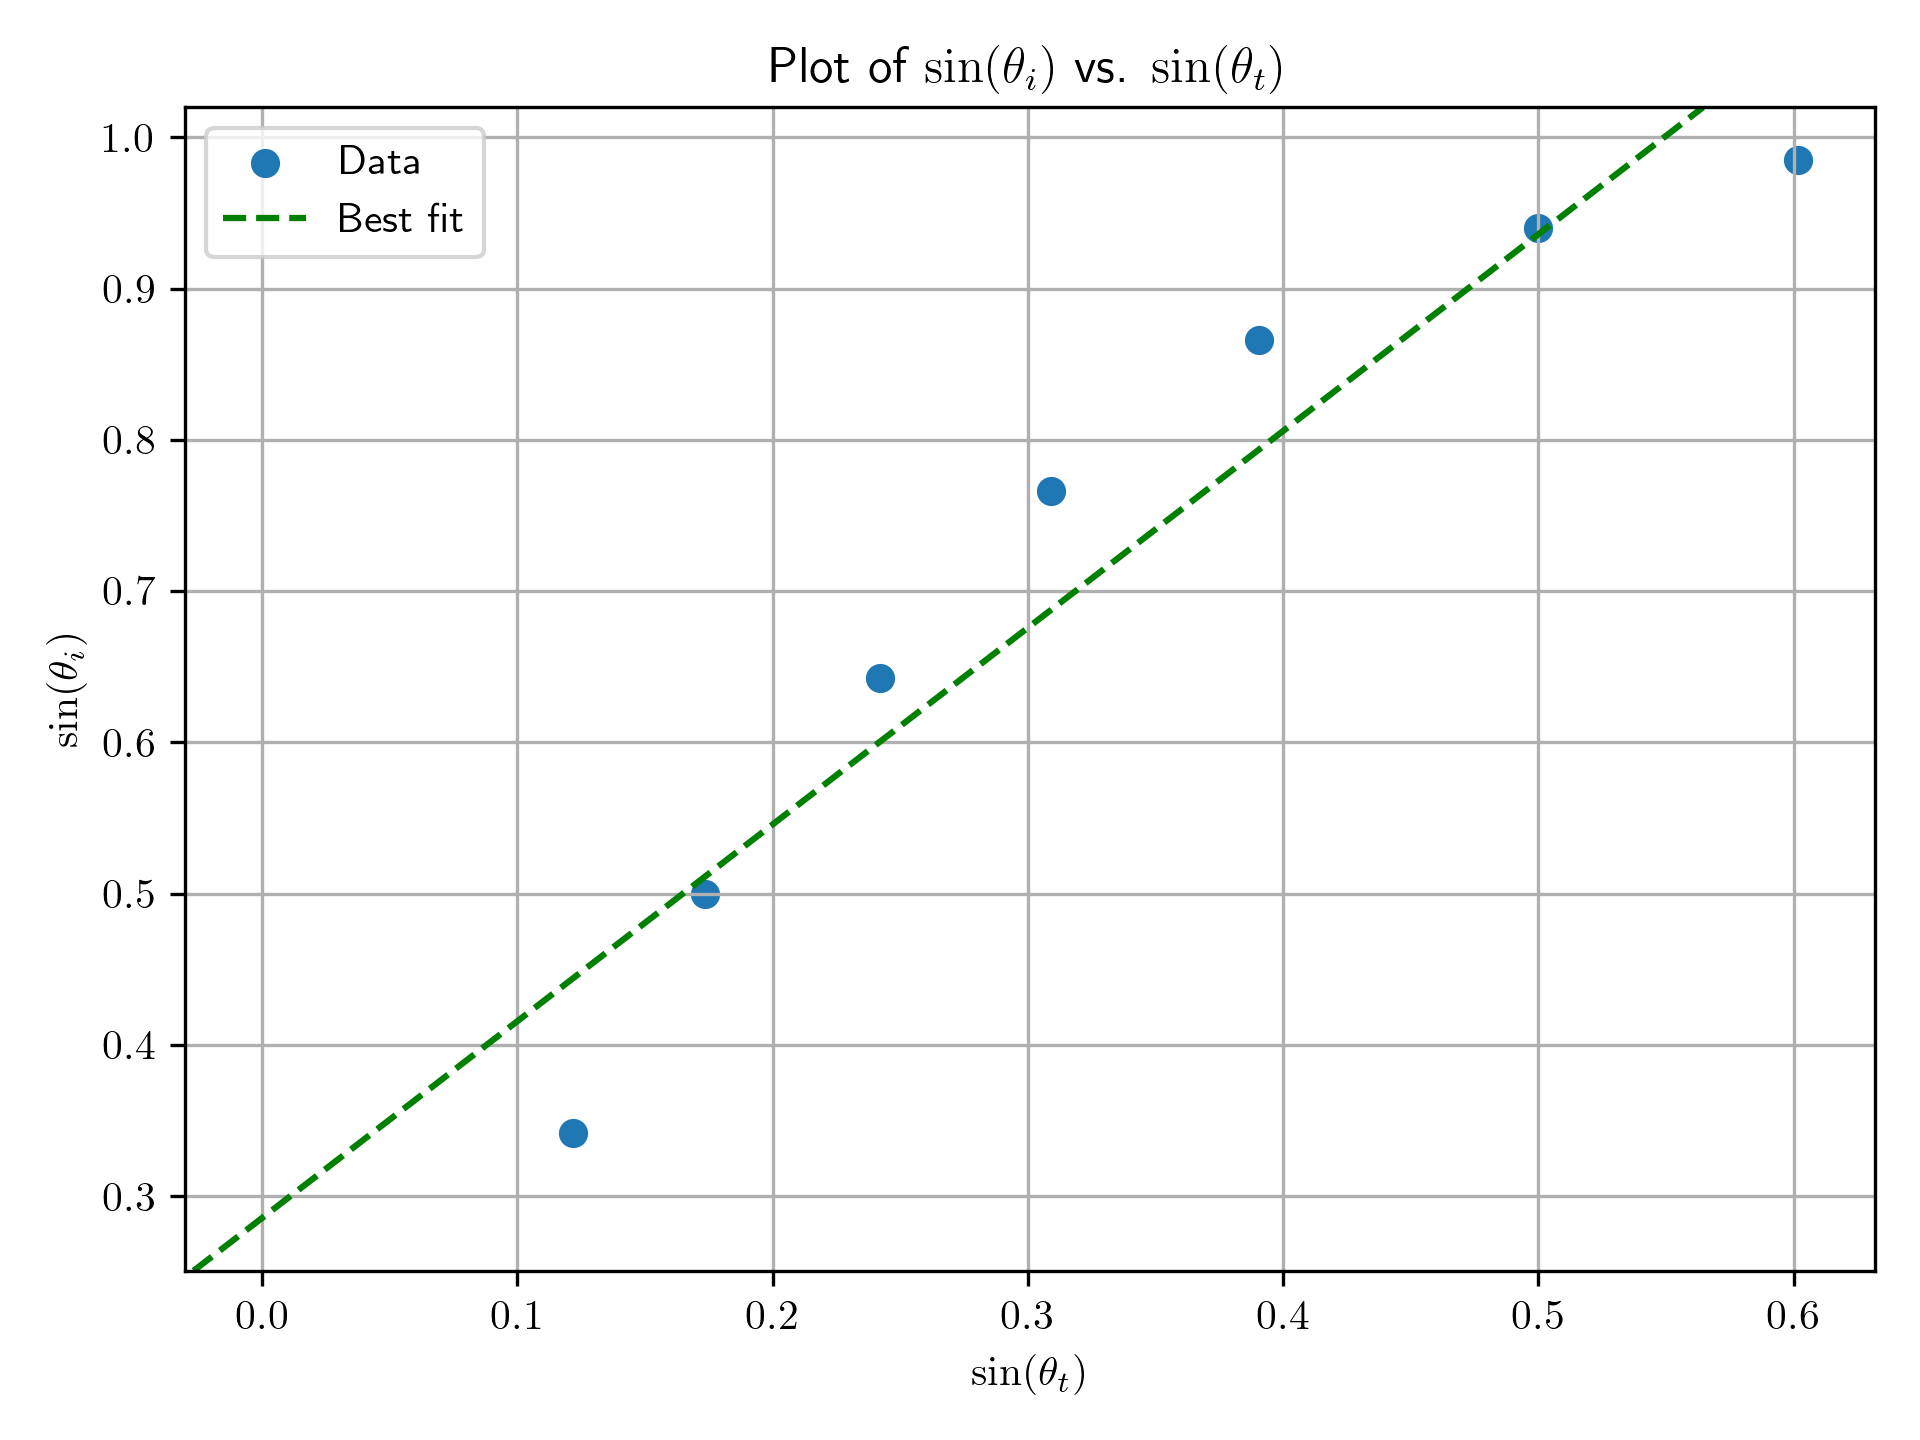 Plot of sin(θᵢ) vs. sin(θₜ)
Data
Best fit
1.0
0.9
0.8
0.7
0.6
0.5
0.4
0.3
sin(θᵢ)
0.0 0.1 0.2 0.3 0.4 0.5 0.6
sin(θₜ)